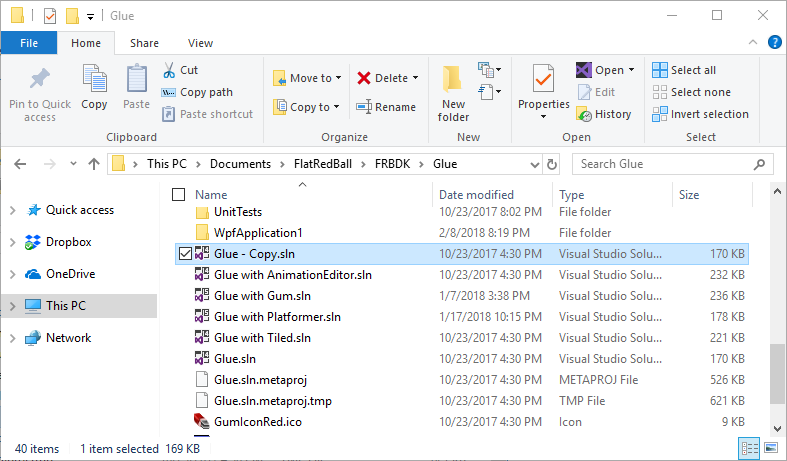 Glue
File Home Share View
Pin to Quick access
Copy
Paste
Cut
Copy path
Paste shortcut
Clipboard
Move to
Copy to
Delete
Rename
Organize
New folder
New
Properties
Open
Edit
History
Open
Select all
Select none
Invert selection
Select
This PC Documents FlatRedBall FRBDK Glue
Search Glue
Quick access
Dropbox
OneDrive
This PC
Network
Name Date modified Type Size
UnitTests 10/23/2017 8:02 PM File folder
WpfApplication1 2/8/2018 8:19 PM File folder
Glue - Copy.sln 10/23/2017 4:30 PM Visual Studio Solu... 170 KB
Glue with AnimationEditor.sln 10/23/2017 4:30 PM Visual Studio Solu... 232 KB
Glue with Gum.sln 1/7/2018 3:38 PM Visual Studio Solu... 236 KB
Glue with Platformer.sln 1/17/2018 10:15 PM Visual Studio Solu... 178 KB
Glue with Tiled.sln 10/23/2017 4:30 PM Visual Studio Solu... 221 KB
Glue.sln 10/23/2017 4:30 PM Visual Studio Solu... 170 KB
Glue.sln.metaproj 10/23/2017 4:30 PM METAPROJ File 526 KB
Glue.sln.metaproj.tmp 10/23/2017 4:30 PM TMP File 621 KB
GumIconRed.ico 10/23/2017 4:30 PM Icon 9 KB
40 items 1 item selected 169 KB